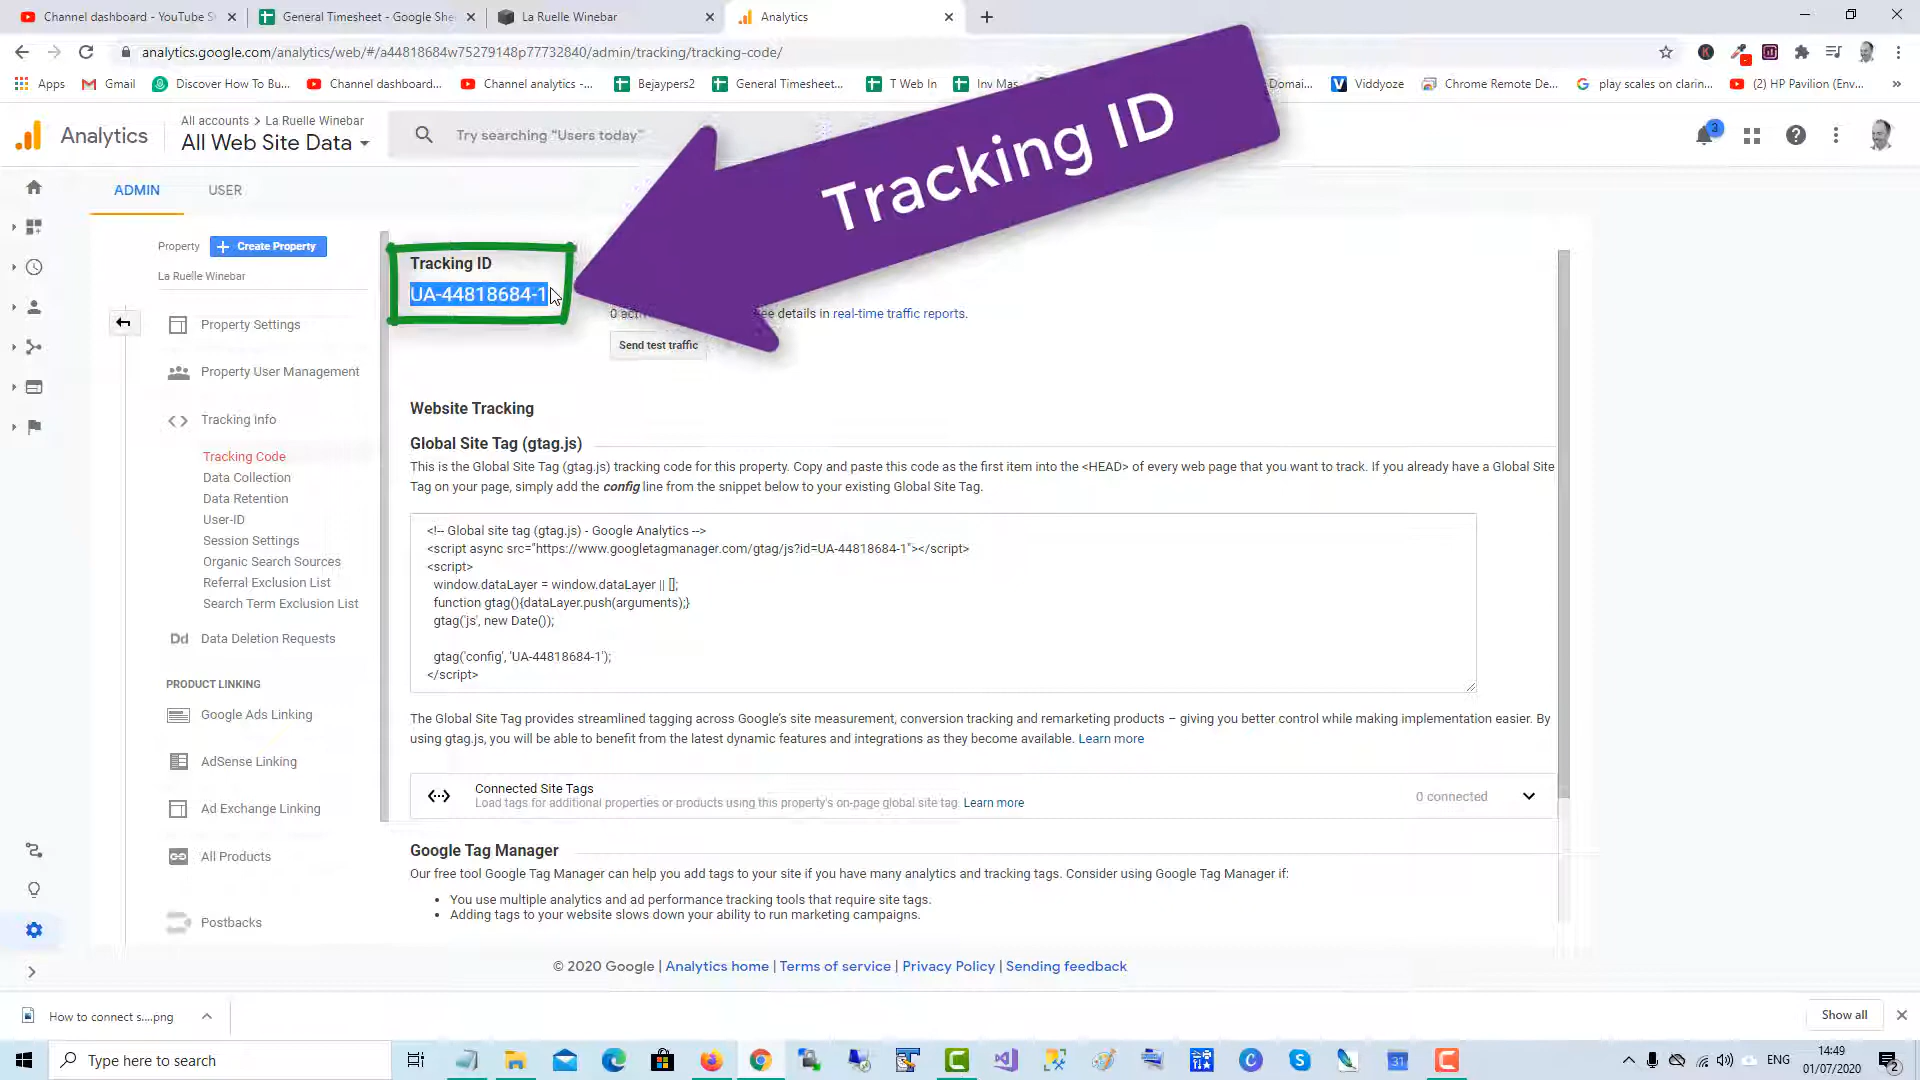 Channel dashboard - YouTube S
General Timesheet - Google She
La Ruelle Winebar
Analytics
analytics.google.com/analytics/web/#/a44818684w75279148p77732840/admin/tracking/tracking-code/
Apps
Gmail
Discover How To Bu...
Channel dashboard...
Channel analytics -...
Bejaypers2
General Timesheet...
T Web In
Inv Mas
Domai...
Viddyoze
Chrome Remote De...
play scales on clarin...
(2) HP Pavilion (Env...
Analytics
All accounts > La Ruelle Winebar
All Web Site Data
Try searching "Users today"
3
Tracking ID
ADMIN
USER
Property
Create Property
La Ruelle Winebar
Property Settings
Property User Management
Tracking Info
Tracking Code
Data Collection
Data Retention
User-ID
Session Settings
Organic Search Sources
Referral Exclusion List
Search Term Exclusion List
Dd Data Deletion Requests
PRODUCT LINKING
Google Ads Linking
AdSense Linking
Ad Exchange Linking
All Products
Postbacks
Tracking ID
UA-44818684-1
details in real-time traffic reports.
Send test traffic
Website Tracking
Global Site Tag (gtag.js)
This is the Global Site Tag (gtag.js) tracking code for this property. Copy and paste this code as the first item into the <HEAD> of every web page that you want to track. If you already have a Global Site
Tag on your page, simply add the config line from the snippet below to your existing Global Site Tag.
<!-- Global site tag (gtag.js) - Google Analytics -->
<script async src="https://www.googletagmanager.com/gtag/js?id=UA-44818684-1"></script>
<script>
window.dataLayer = window.dataLayer || [];
function gtag(){dataLayer.push(arguments);}
gtag('js', new Date());
gtag('config', 'UA-44818684-1');
</script>
The Global Site Tag provides streamlined tagging across Google's site measurement, conversion tracking and remarketing products – giving you better control while making implementation easier. By
using gtag.js, you will be able to benefit from the latest dynamic features and integrations as they become available. Learn more
Connected Site Tags
Load tags for additional properties or products using this property's on-page global site tag. Learn more
0 connected
Google Tag Manager
Our free tool Google Tag Manager can help you add tags to your site if you have many analytics and tracking tags. Consider using Google Tag Manager if:
• You use multiple analytics and ad performance tracking tools that require site tags.
• Adding tags to your website slows down your ability to run marketing campaigns.
© 2020 Google | Analytics home | Terms of service | Privacy Policy | Sending feedback
How to connect s....png
Show all
Type here to search
ENG
14:49
01/07/2020
2